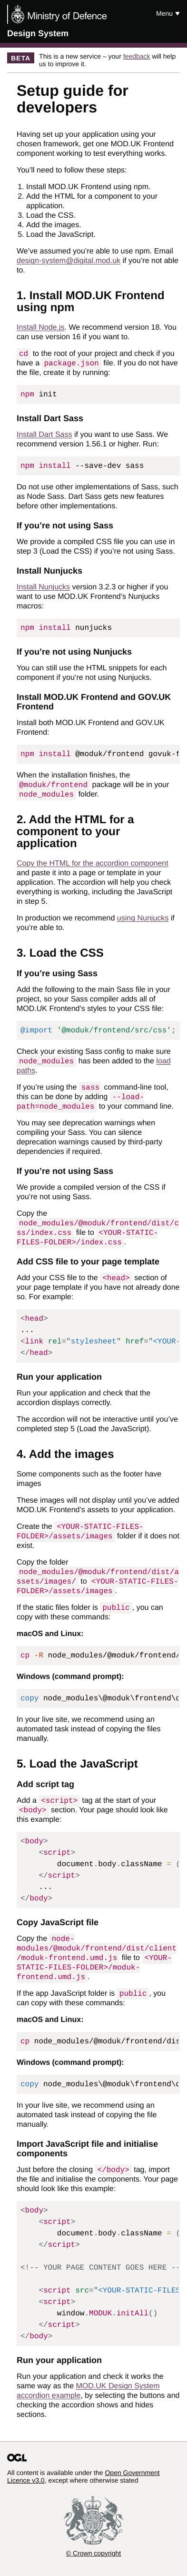 Ministry of Defence
Menu
Design System
BETA
This is a new service – your feedback will help
us to improve it.
Setup guide for
developers
Having set up your application using your
chosen framework, get one MOD.UK Frontend
component working to test everything works.
You’ll need to follow these steps:
1. Install MOD.UK Frontend using npm.
2. Add the HTML for a component to your
application.
3. Load the CSS.
4. Add the images.
5. Load the JavaScript.
We’ve assumed you’re able to use npm. Email
design-system@digital.mod.uk if you’re not able
to.
1. Install MOD.UK Frontend
using npm
Install Node.js. We recommend version 18. You
can use version 16 if you want to.
cd to the root of your project and check if you
have a package.json file. If you do not have
the file, create it by running:
npm init
Install Dart Sass
Install Dart Sass if you want to use Sass. We
recommend version 1.56.1 or higher. Run:
npm install --save-dev sass
Do not use other implementations of Sass, such
as Node Sass. Dart Sass gets new features
before other implementations.
If you’re not using Sass
We provide a compiled CSS file you can use in
step 3 (Load the CSS) if you’re not using Sass.
Install Nunjucks
Install Nunjucks version 3.2.3 or higher if you
want to use MOD.UK Frontend’s Nunjucks
macros:
npm install nunjucks
If you’re not using Nunjucks
You can still use the HTML snippets for each
component if you’re not using Nunjucks.
Install MOD.UK Frontend and GOV.UK
Frontend
Install both MOD.UK Frontend and GOV.UK
Frontend:
npm install @moduk/frontend govuk-f
When the installation finishes, the
@moduk/frontend package will be in your
node_modules folder.
2. Add the HTML for a
component to your
application
Copy the HTML for the accordion component
and paste it into a page or template in your
application. The accordion will help you check
everything is working, including the JavaScript
in step 5.
In production we recommend using Nunjucks if
you’re able to.
3. Load the CSS
If you’re using Sass
Add the following to the main Sass file in your
project, so your Sass compiler adds all of
MOD.UK Frontend’s styles to your CSS file:
@import '@moduk/frontend/src/css';
Check your existing Sass config to make sure
node_modules has been added to the load
paths.
If you’re using the sass command-line tool,
this can be done by adding --load-
path=node_modules to your command line.
You may see deprecation warnings when
compiling your Sass. You can silence
deprecation warnings caused by third-party
dependencies if required.
If you’re not using Sass
We provide a compiled version of the CSS if
you’re not using Sass.
Copy the
node_modules/@moduk/frontend/dist/c
ss/index.css file to <YOUR-STATIC-
FILES-FOLDER>/index.css.
Add CSS file to your page template
Add your CSS file to the <head> section of
your page template if you have not already done
so. For example:
<head>
...
<link rel="stylesheet" href="<YOUR-
</head>
Run your application
Run your application and check that the
accordion displays correctly.
The accordion will not be interactive until you’ve
completed step 5 (Load the JavaScript).
4. Add the images
Some components such as the footer have
images
These images will not display until you’ve added
MOD.UK Frontend’s assets to your application.
Create the <YOUR-STATIC-FILES-
FOLDER>/assets/images folder if it does not
exist.
Copy the folder
node_modules/@moduk/frontend/dist/a
ssets/images/ to <YOUR-STATIC-FILES-
FOLDER>/assets/images.
If the static files folder is public, you can
copy with these commands:
macOS and Linux:
cp -R node_modules/@moduk/frontend/
Windows (command prompt):
copy node_modules\@moduk\frontend\d
In your live site, we recommend using an
automated task instead of copying the files
manually.
5. Load the JavaScript
Add script tag
Add a <script> tag at the start of your
<body> section. Your page should look like
this example:
<body>
<script>
document.body.className = (
</script>
...
</body>
Copy JavaScript file
Copy the node-
modules/@moduk/frontend/dist/client
/moduk-frontend.umd.js file to <YOUR-
STATIC-FILES-FOLDER>/moduk-
frontend.umd.js.
If the app JavaScript folder is public, you
can copy with these commands:
macOS and Linux:
cp node_modules/@moduk/frontend/dis
Windows (command prompt):
copy node_modules\@moduk\frontend\d
In your live site, we recommend using an
automated task instead of copying the file
manually.
Import JavaScript file and initialise
components
Just before the closing </body> tag, import
the file and initialise the components. Your page
should look like this example:
<body>
<script>
document.body.className = (
</script>
<!-- YOUR PAGE CONTENT GOES HERE --
<script src="<YOUR-STATIC-FILES
<script>
window.MODUK.initAll()
</script>
</body>
Run your application
Run your application and check it works the
same way as the MOD.UK Design System
accordion example, by selecting the buttons and
checking the accordion shows and hides
sections.
OGL
All content is available under the Open Government
Licence v3.0, except where otherwise stated
© Crown copyright